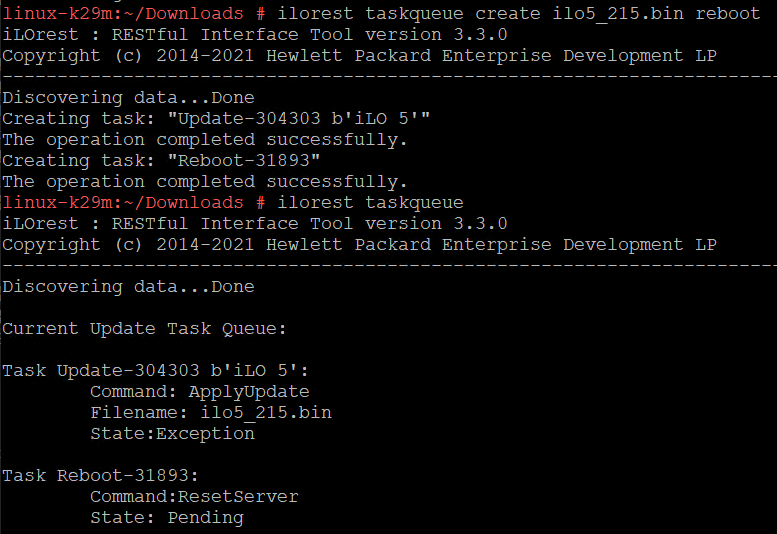 linux-k29m:~/Downloads # ilorest taskqueue create ilo5_215.bin reboot
iLOrest : RESTful Interface Tool version 3.3.0
Copyright (c) 2014-2021 Hewlett Packard Enterprise Development LP
--------------------------------------------------------------------------------
Discovering data...Done
Creating task: "Update-304303 b'iLO 5'"
The operation completed successfully.
Creating task: "Reboot-31893"
The operation completed successfully.
linux-k29m:~/Downloads # ilorest taskqueue
iLOrest : RESTful Interface Tool version 3.3.0
Copyright (c) 2014-2021 Hewlett Packard Enterprise Development LP
--------------------------------------------------------------------------------
Discovering data...Done
Current Update Task Queue:
Task Update-304303 b'iLO 5':
Command: ApplyUpdate
Filename: ilo5_215.bin
State:Exception
Task Reboot-31893:
Command:ResetServer
State: Pending